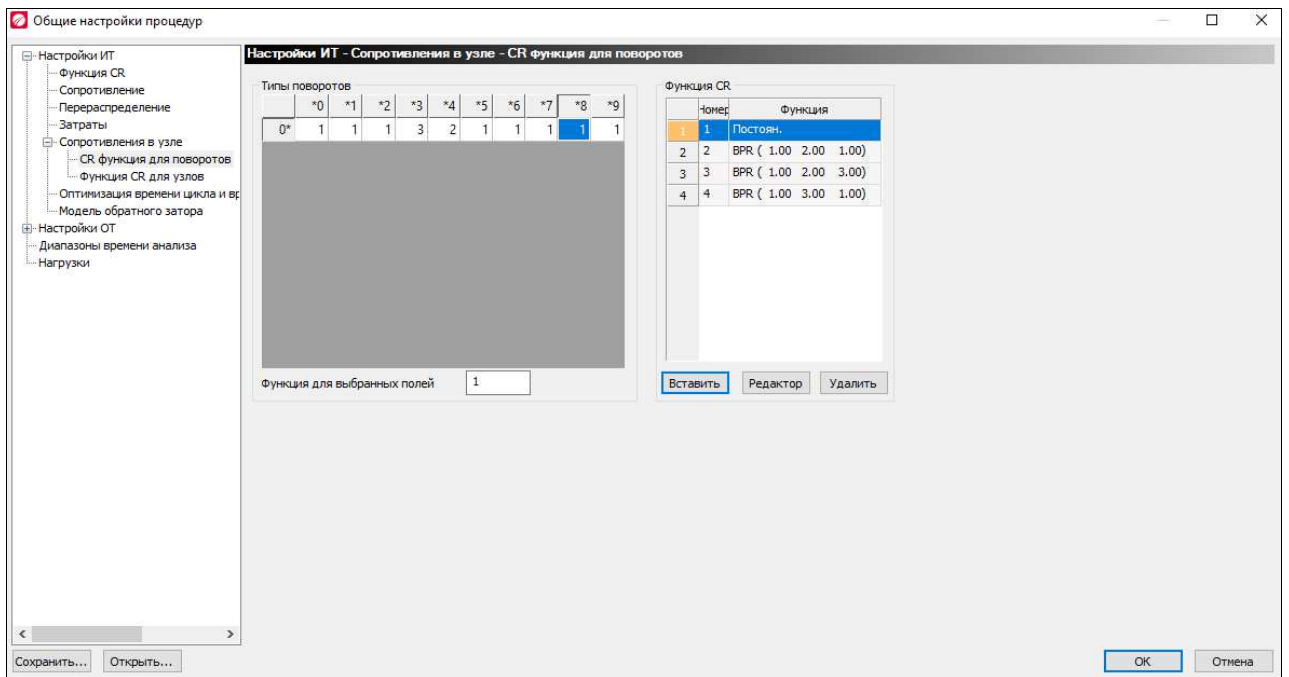 Общие настройки процедур
Настройки ИТ
Функция CR
Сопротивление
Перераспределение
Затраты
Сопротивления в узле
CR функция для поворотов
Функция CR для узлов
Оптимизация времени цикла и вр
Модель обратного затора
Настройки ОТ
Диапазоны времени анализа
Нагрузки
Сохранить... Открыть...
Настройки ИТ - Сопротивления в узле - CR функция для поворотов
Типы поворотов
*0 *1 *2 *3 *4 *5 *6 *7 *8 *9
0* 1 1 1 3 2 1 1 1 1 1
Функция для выбранных полей 1
Функция CR
Номер Функция
1 1 Постоян.
2 2 BPR ( 1.00 2.00 1.00)
3 3 BPR ( 1.00 2.00 3.00)
4 4 BPR ( 1.00 3.00 1.00)
Вставить Редактор Удалить
OK Отмена